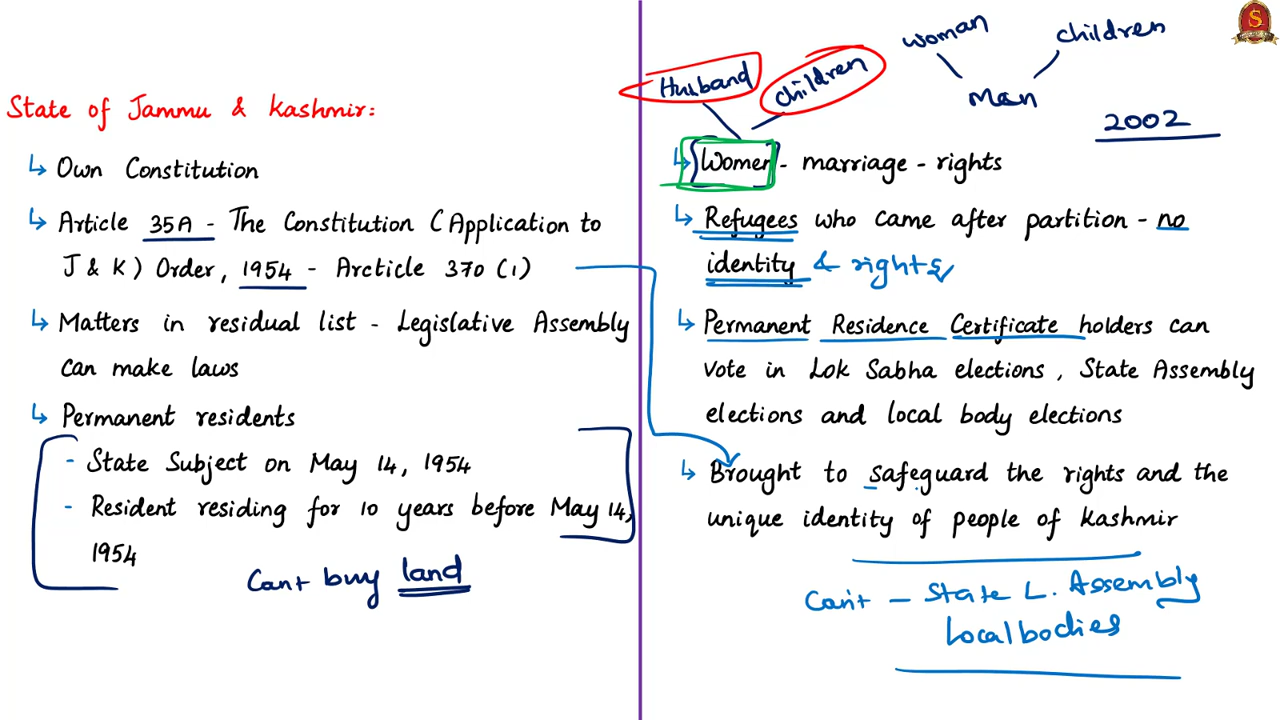 State of Jammu & Kashmir:
↳ Own Constitution
↳ Article 35A - The Constitution (Application to
J & K) Order, 1954 - Arcticle 370 (1)
↳ Matters in residual list - Legislative Assembly
can make laws
↳ Permanent residents
- State Subject on May 14, 1954
- Resident residing for 10 years before May 14,
1954
Cant buy land
woman children
Husband children
Man
2002
↳ Women - marriage - rights
↳ Refugees who came after partition - no
identity & rights
↳ Permanent Residence Certificate holders can
vote in Lok Sabha elections, State Assembly
elections and local body elections
↳ Brought to safeguard the rights and the
unique identity of people of Kashmir
Can't - State L. Assembly
Local bodies
S